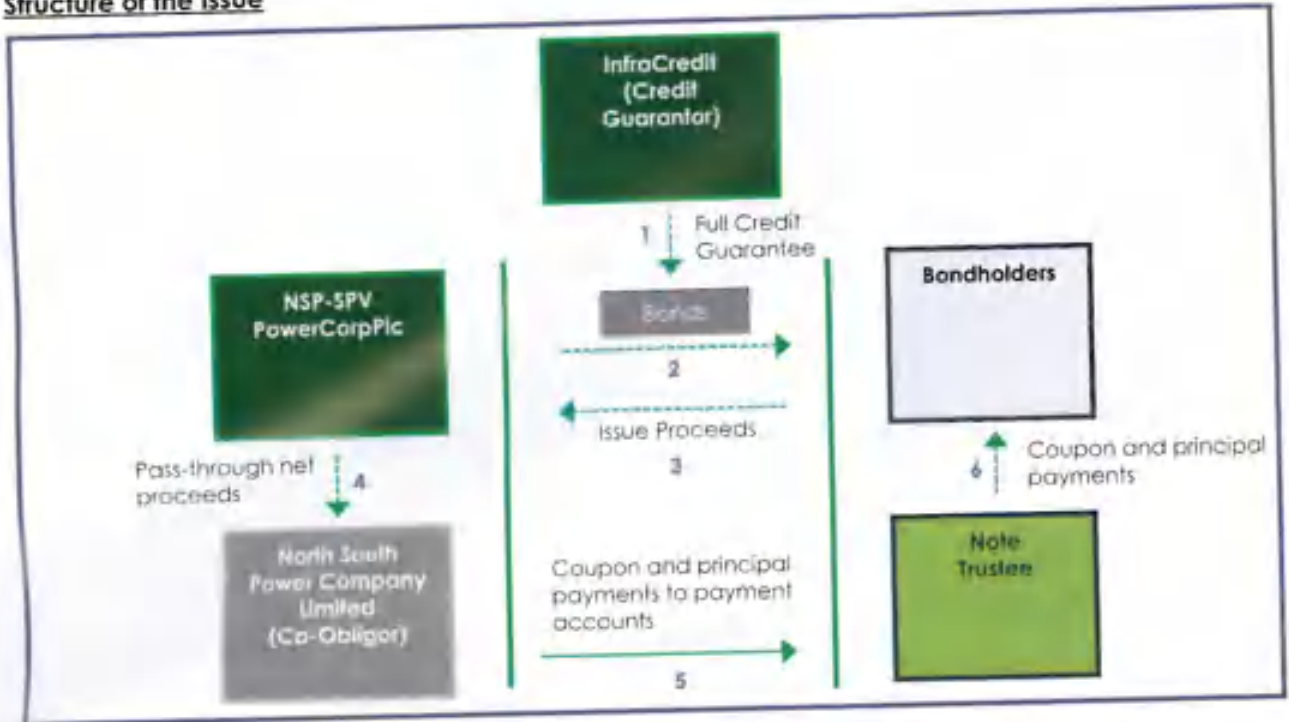 Structure of the Issue
InfraCredit
(Credit
Guarantor)
1
Full Credit
Guarantee
NSP-SPV
PowerCorpPlc
Bonds
Bondholders
2
Issue Proceeds
3
Pass-through net
proceeds
4
6
Coupon and principal
payments
North South
Power Company
Limited
(Co-Obligor)
Coupon and principal
payments to payment
accounts
5
Note
Trustee